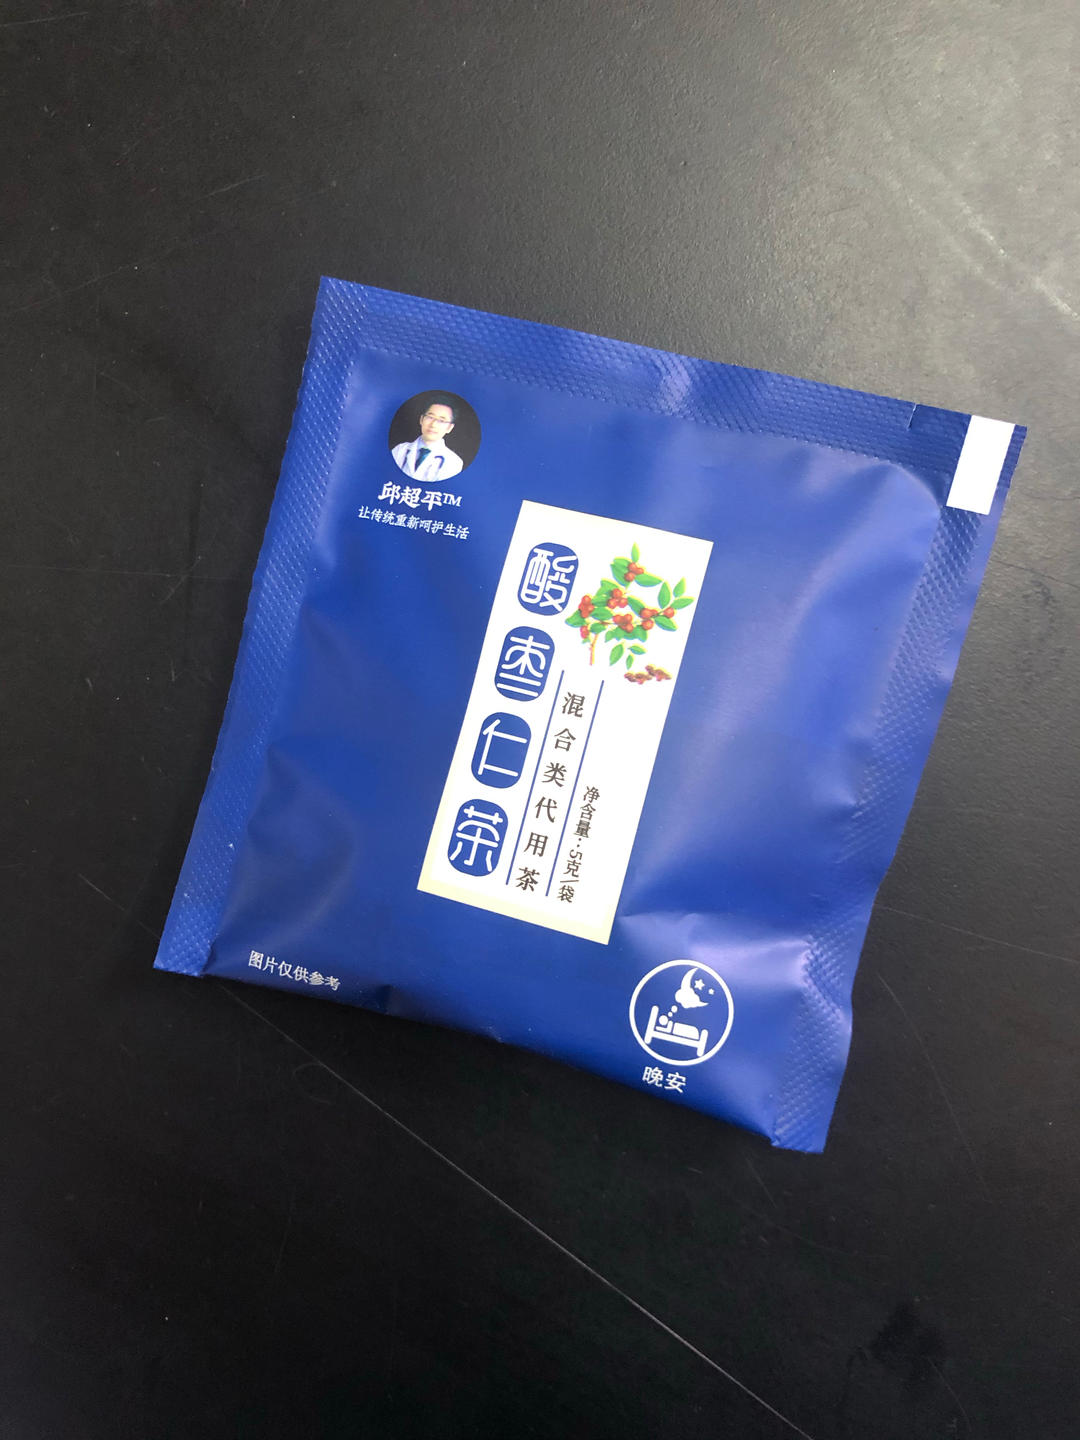 邱超平™
让传统重新呵护生活
酸枣仁茶
混合类代用茶
净含量:5克/袋
图片仅供参考
晚安